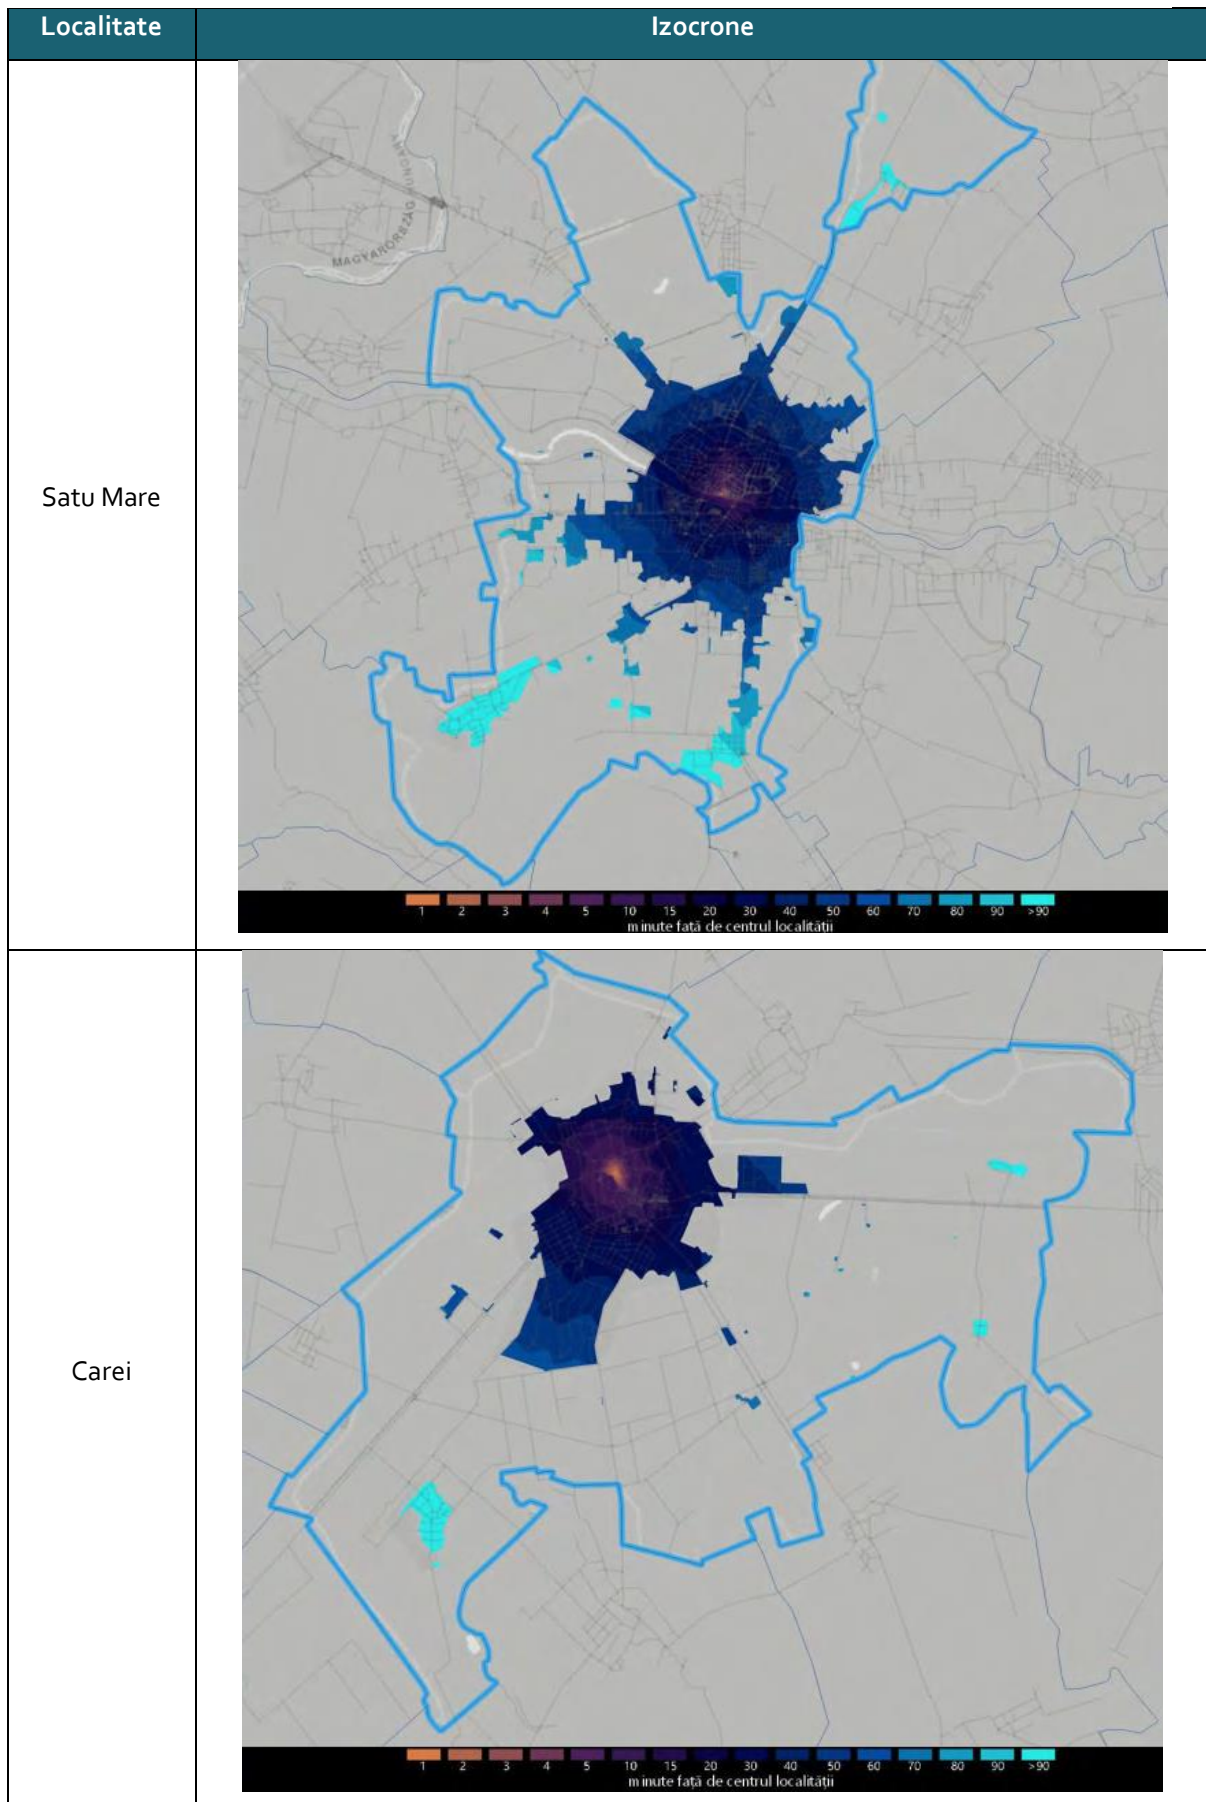 Localitate Izocrone
Satu Mare
MAGYARORSZÁG
1 2 3 4 5 10 15 20 30 40 50 60 70 80 90 >90
minute față de centrul localității
Carei
1 2 3 4 5 10 15 20 30 40 50 60 70 80 90 >90
minute față de centrul localității